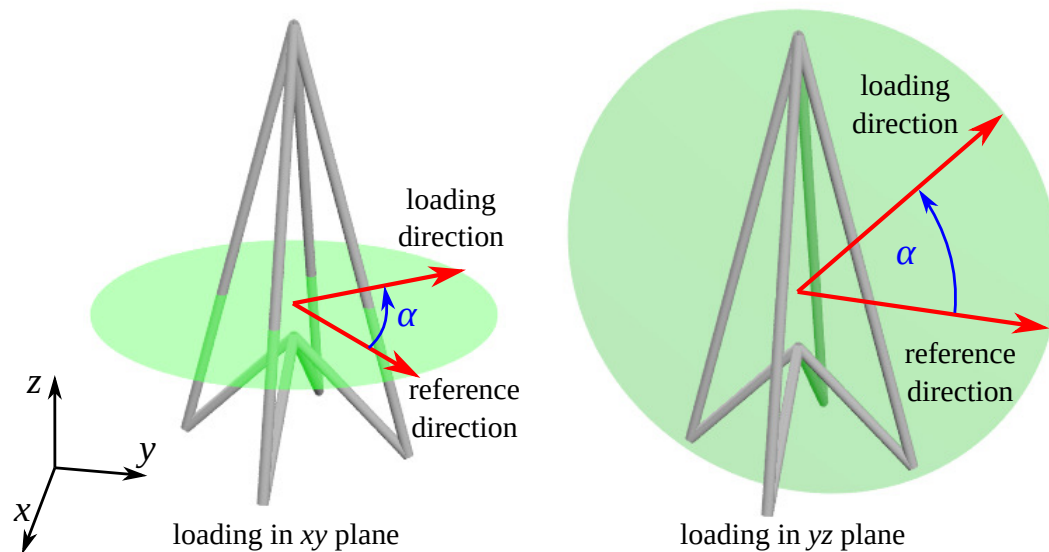 loading
direction
α
reference
direction
z
y
x
loading in xy plane
loading
direction
α
reference
direction
loading in yz plane